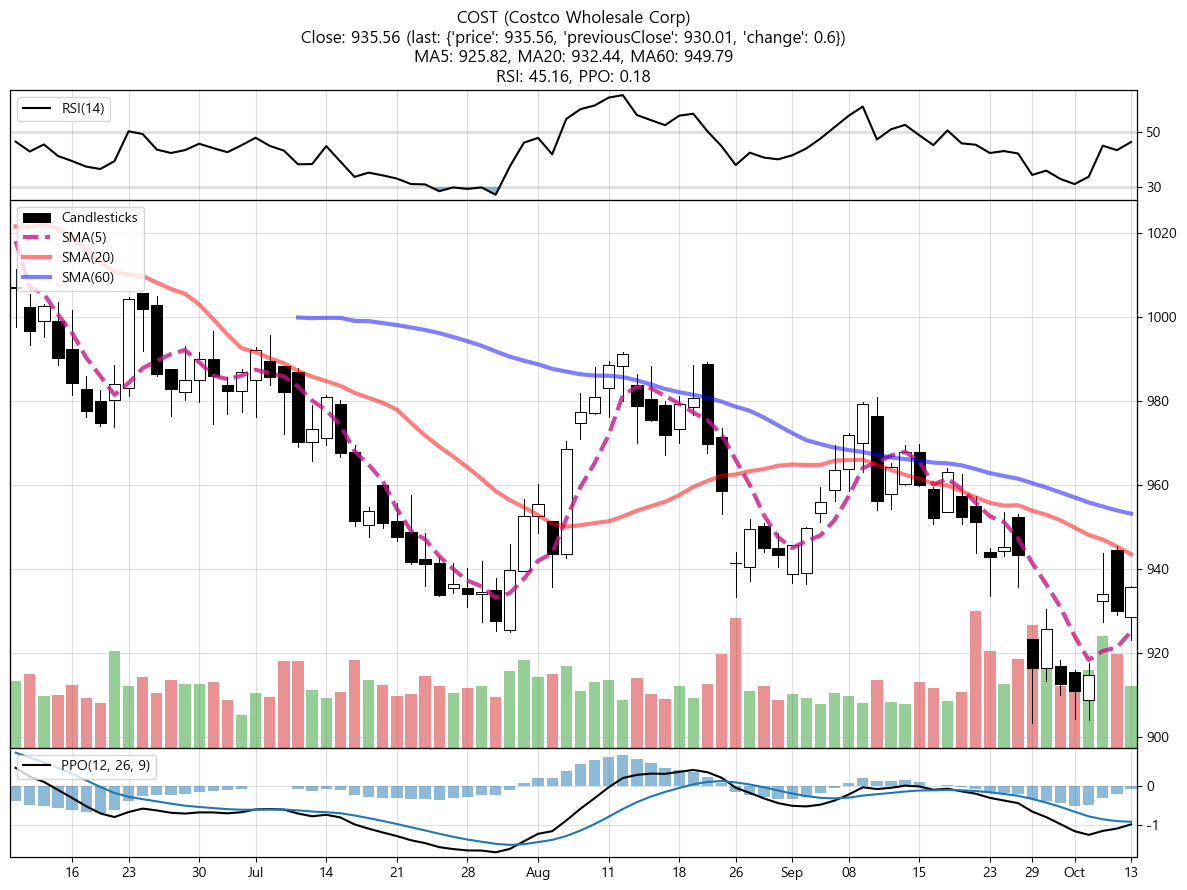 COST (Costco Wholesale Corp)
Close: 935.56 (last: {'price': 935.56, 'previousClose': 930.01, 'change': 0.6})
MA5: 925.82, MA20: 932.44, MA60: 949.79
RSI: 45.16, PPO: 0.18
RSI(14)
50
30
Candlesticks
SMA(5)
SMA(20)
SMA(60)
1020
1000
980
960
940
920
900
PPO(12, 26, 9)
0
-1
16 23 30 Jul 14 21 28 Aug 11 18 26 Sep 08 15 23 29 Oct 13